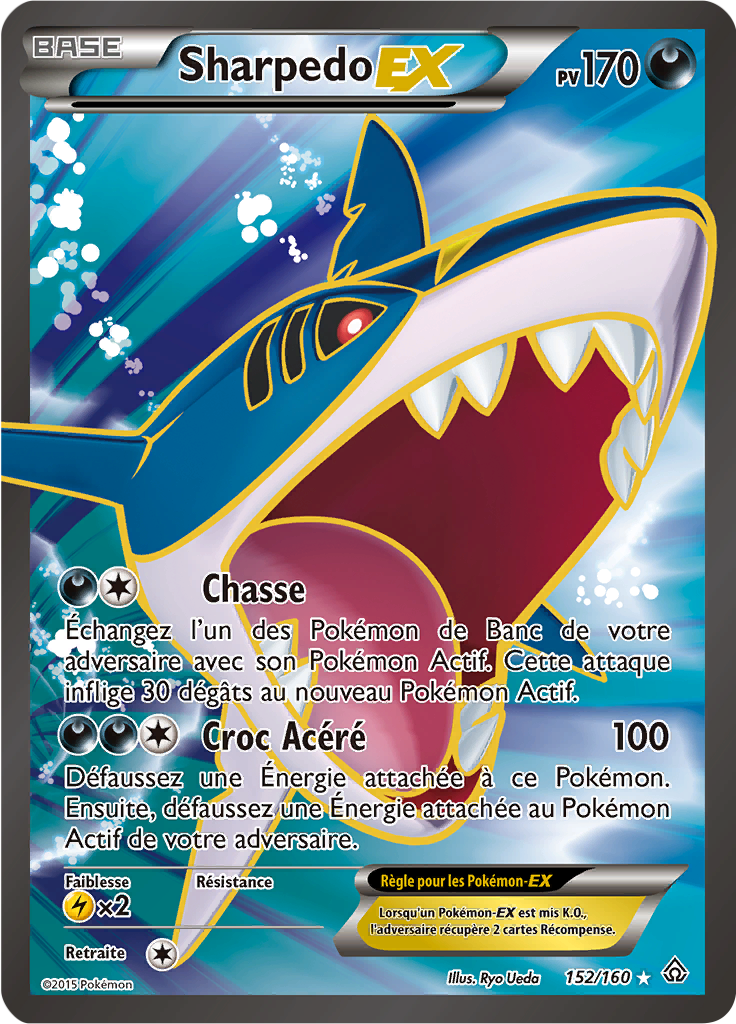 BASE
Sharpedo EX
PV170
Chasse
Échangez l'un des Pokémon de Banc de votre
adversaire avec son Pokémon Actif. Cette attaque
inflige 30 dégâts au nouveau Pokémon Actif.
Croc Acéré 100
Défaussez une Énergie attachée à ce Pokémon.
Ensuite, défaussez une Énergie attachée au Pokémon
Actif de votre adversaire.
Faiblesse Résistance
×2
Retraite
Règle pour les Pokémon-EX
Lorsqu'un Pokémon-EX est mis K.O.,
l'adversaire récupère 2 cartes Récompense.
©2015 Pokémon
Illus. Ryo Ueda 152/160